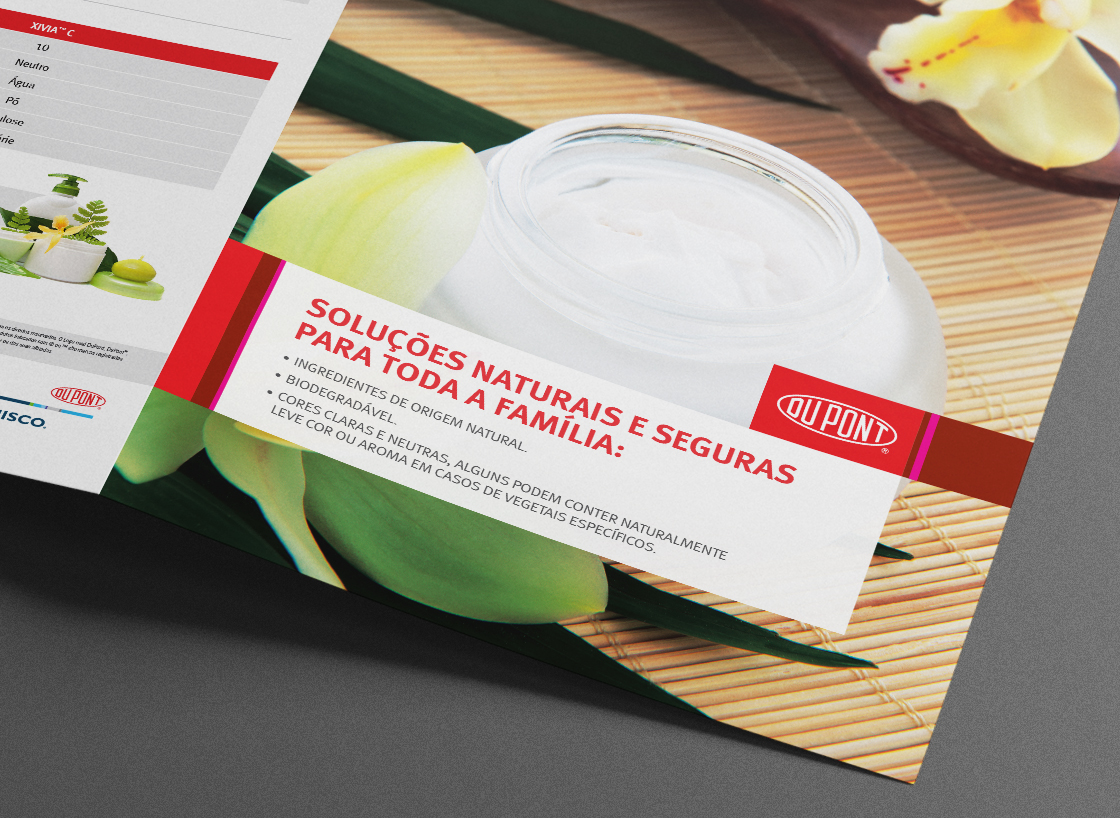 XIVIA™ C
10
Neutro
Água
Pó
DU PONT
ISCO.
SOLUÇÕES NATURAIS E SEGURAS
PARA TODA A FAMÍLIA:
• INGREDIENTES DE ORIGEM NATURAL.
• BIODEGRADÁVEL.
• CORES CLARAS E NEUTRAS, ALGUNS PODEM CONTER NATURALMENTE
LEVE COR OU AROMA EM CASOS DE VEGETAIS ESPECÍFICOS.
DU PONT®